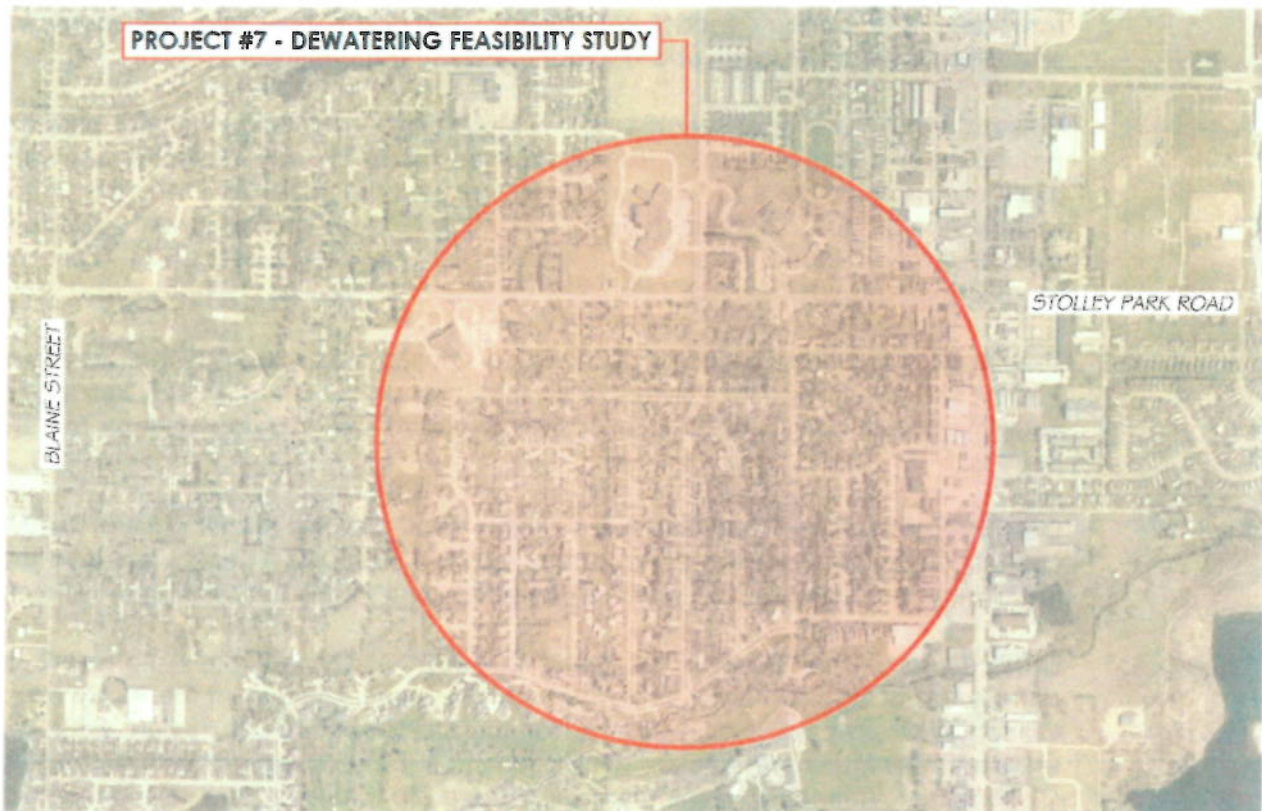 PROJECT #7 - DEWATERING FEASIBILITY STUDY
STOLLEY PARK ROAD
BLAINE STREET